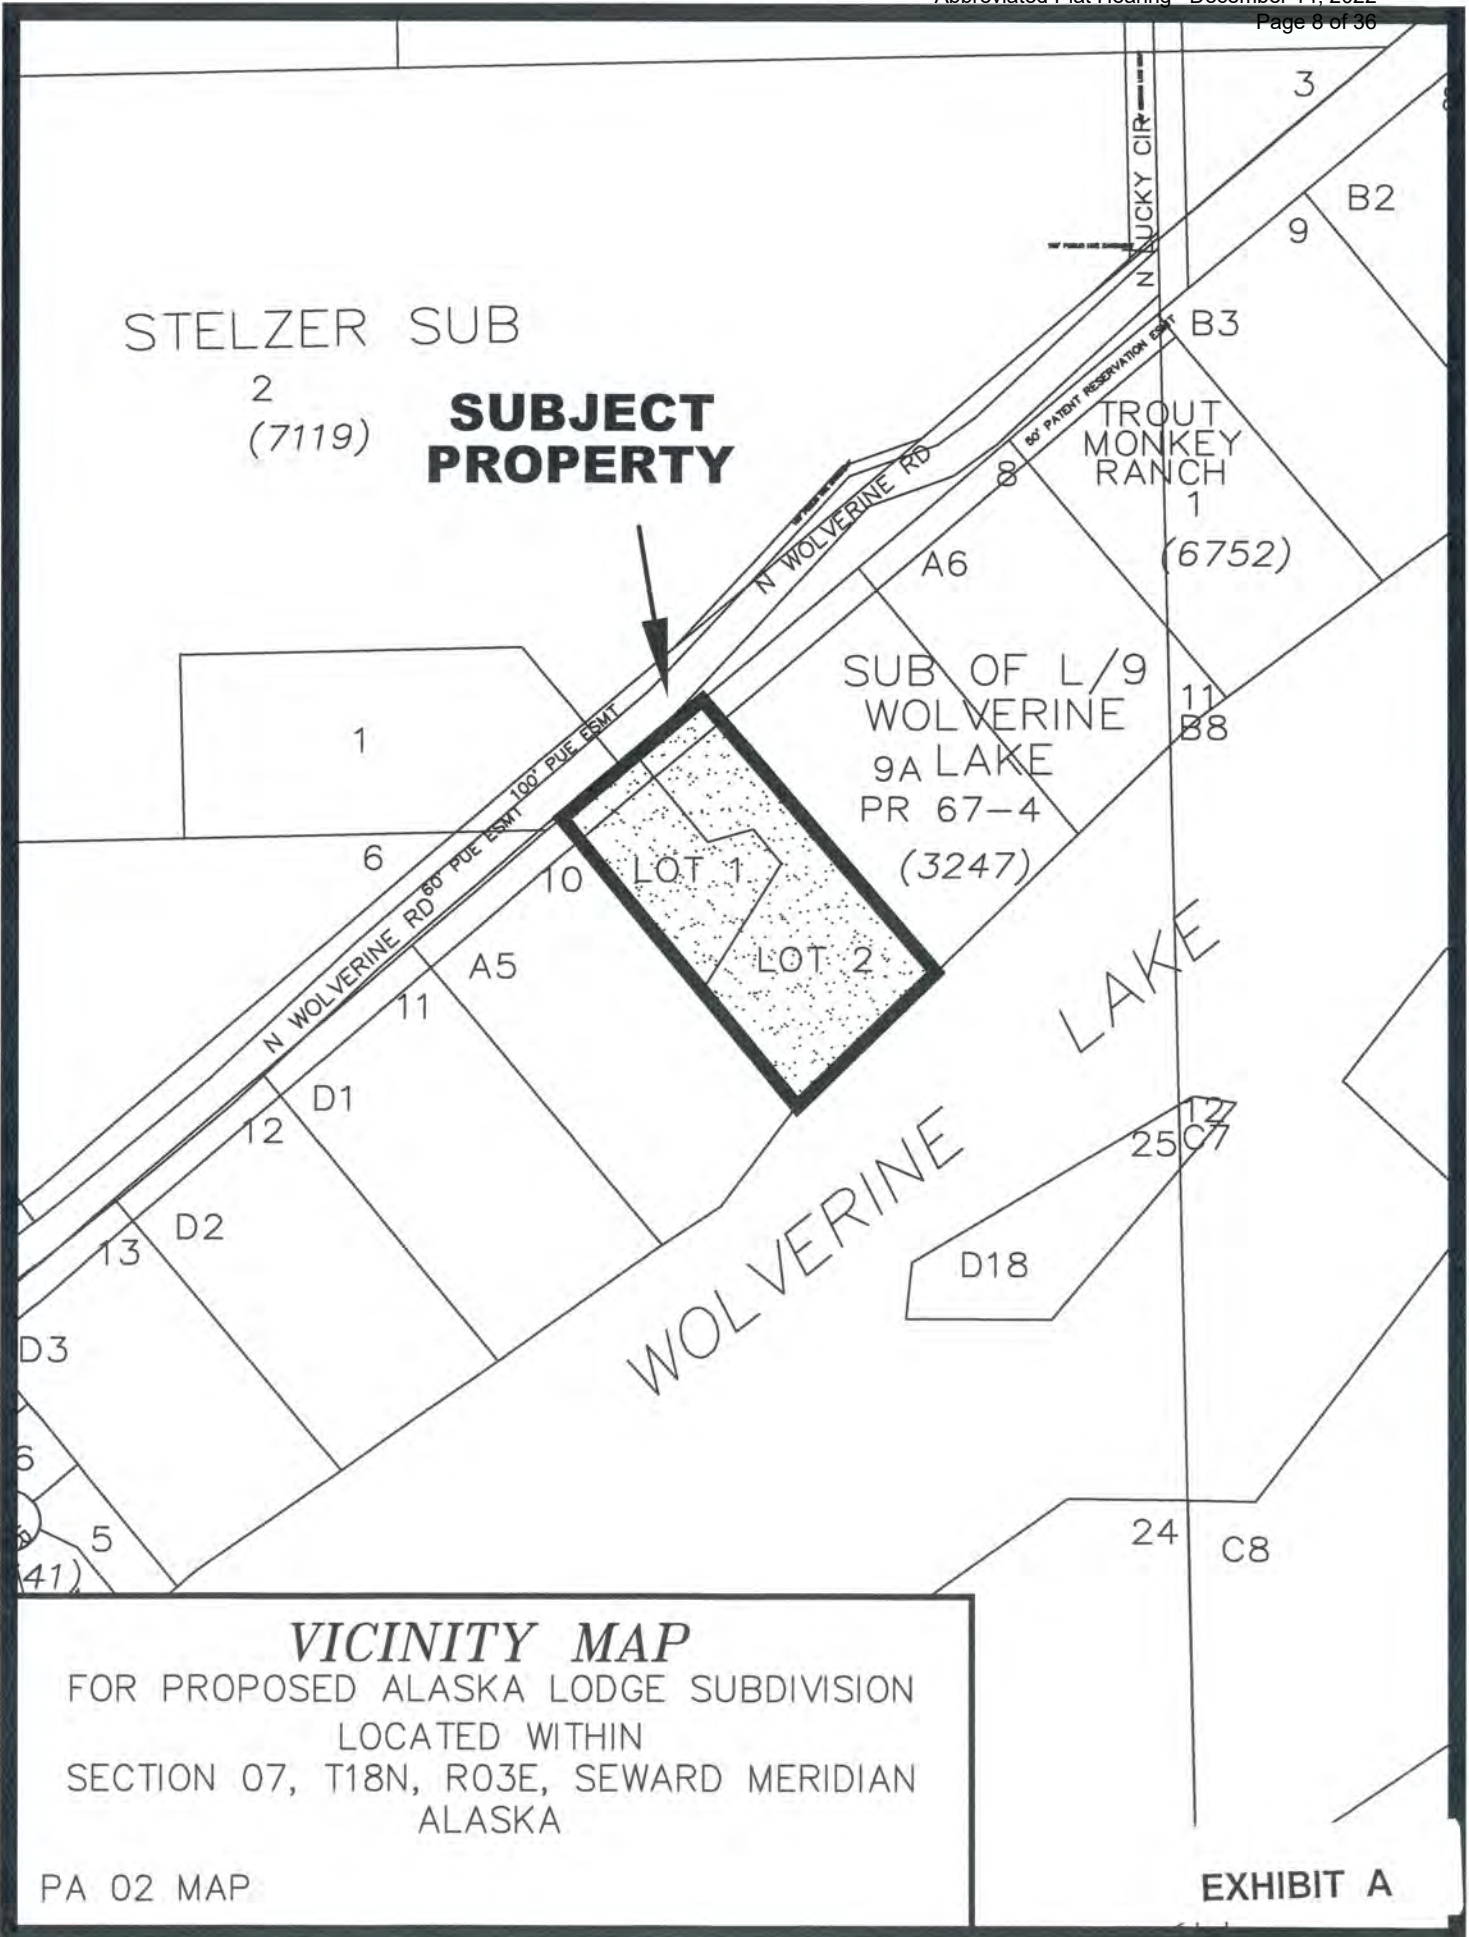 Page 8 of 36
3
N LUCKY CIR
B2
9
STELZER SUB
2
(7119)
SUBJECT
PROPERTY
B3
50' PATENT RESERVATION ESMT
TROUT
MONKEY
RANCH
1
(6752)
8
N WOLVERINE RD
A6
SUB OF L/9
WOLVERINE
9A LAKE
PR 67-4
(3247)
11
B8
1
100' PUE ESMT
60' PUE ESMT
6
10
LOT 1
LOT 2
N WOLVERINE RD
A5
11
D1
12
D2
13
D3
WOLVERINE LAKE
25
C7
D18
6
5
41)
24
C8
VICINITY MAP
FOR PROPOSED ALASKA LODGE SUBDIVISION
LOCATED WITHIN
SECTION 07, T18N, R03E, SEWARD MERIDIAN
ALASKA
PA 02 MAP
EXHIBIT A